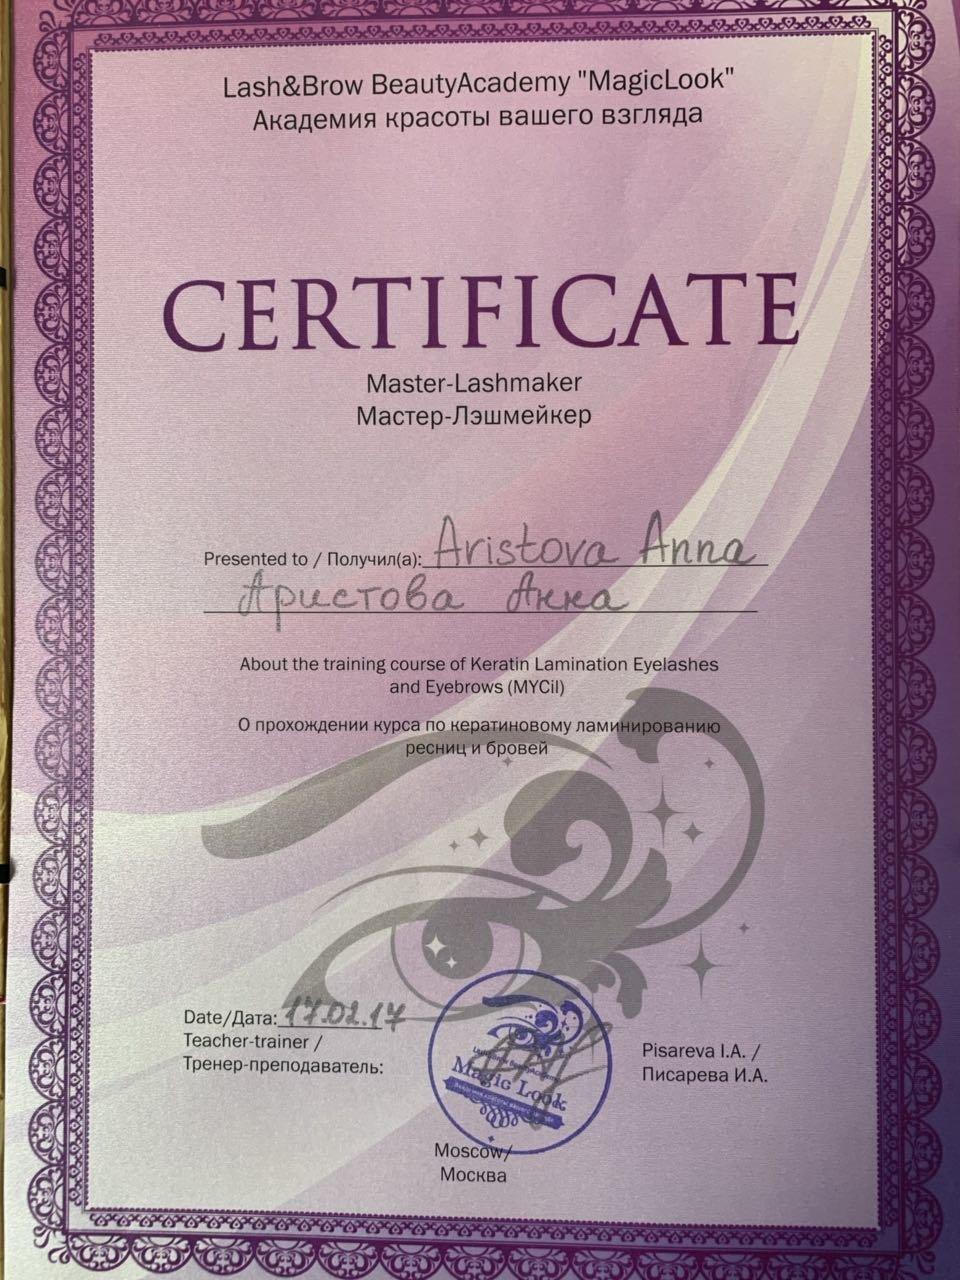 Lash&Brow BeautyAcademy "MagicLook"
Академия красоты вашего взгляда
CERTIFICATE
Master-Lashmaker
Мастер-Лэшмейкер
Presented to / Получил(а): Aristova Anna
Аристова Анна
About the training course of Keratin Lamination Eyelashes
and Eyebrows (MYCil)
О прохождении курса по кератиновому ламинированию
ресниц и бровей
Date/Дата: 17.02.17
Teacher-trainer /
Тренер-преподаватель:
Magic Look
Pisareva I.A. /
Писарева И.А.
Moscow/
Москва